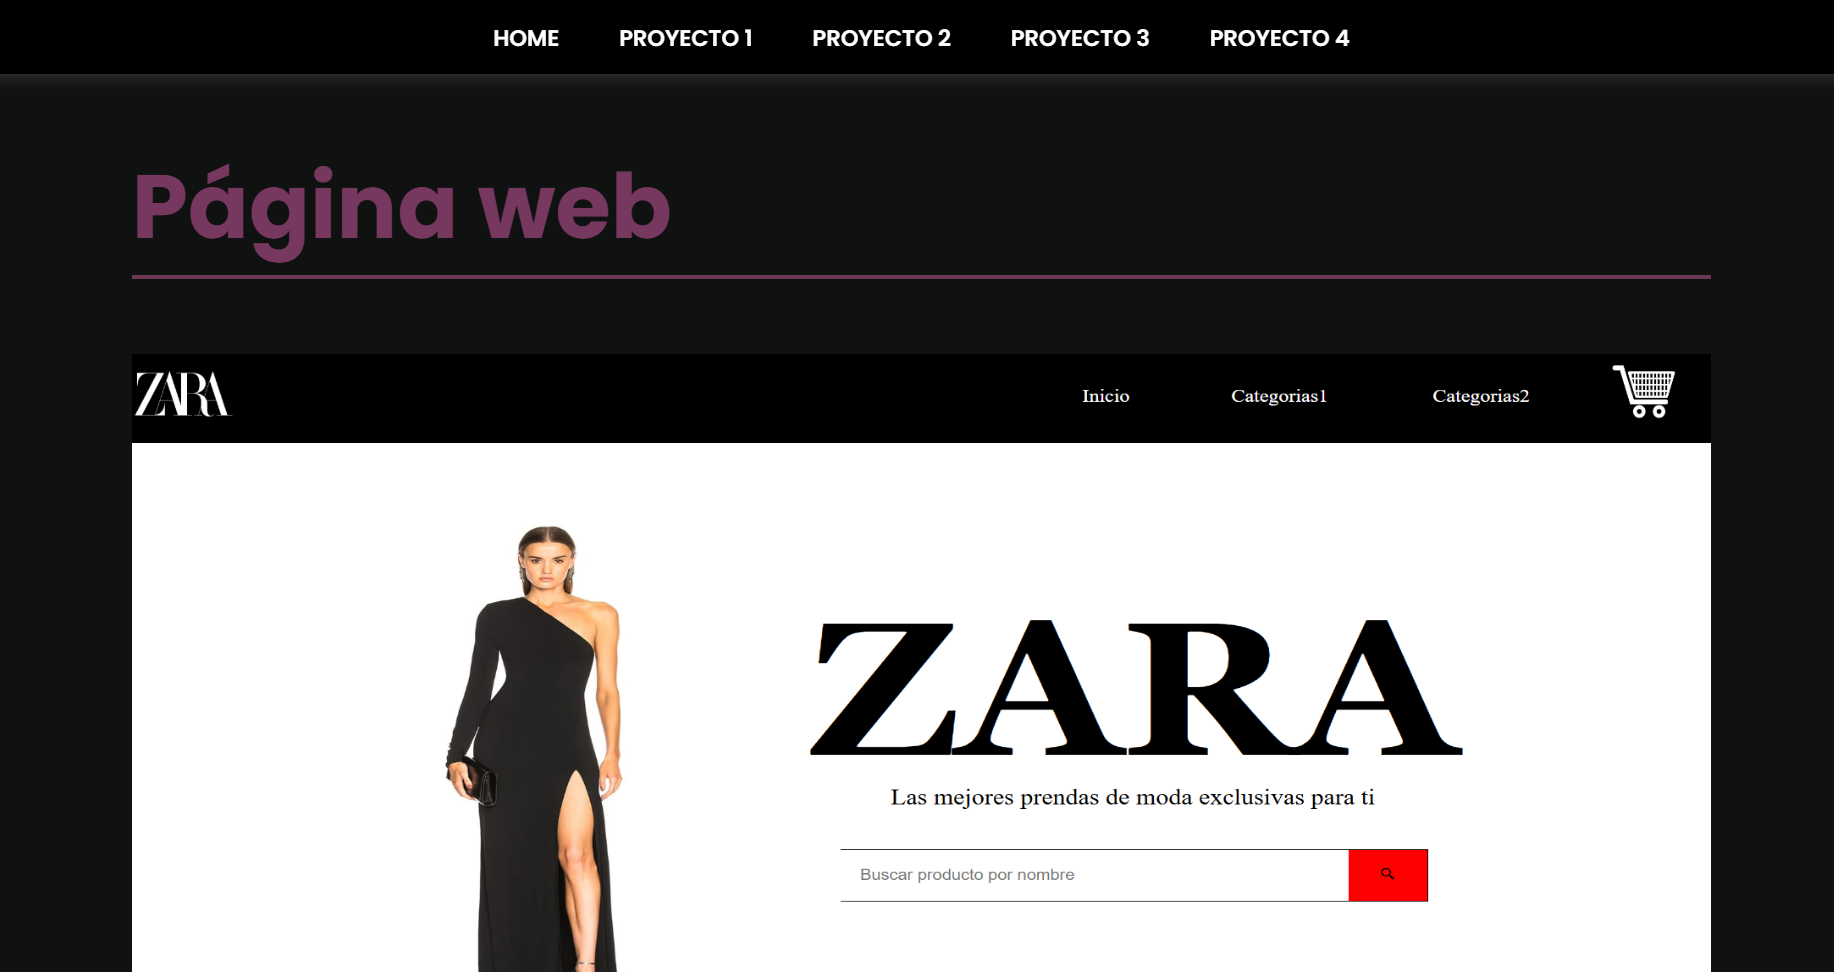 HOME PROYECTO 1 PROYECTO 2 PROYECTO 3 PROYECTO 4
Página web
ZARA Inicio Categorias1 Categorias2
ZARA
Las mejores prendas de moda exclusivas para ti
Buscar producto por nombre